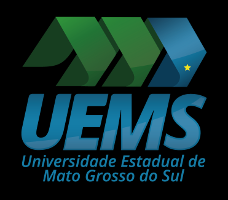 UEMS
Universidade Estadual de
Mato Grosso do Sul